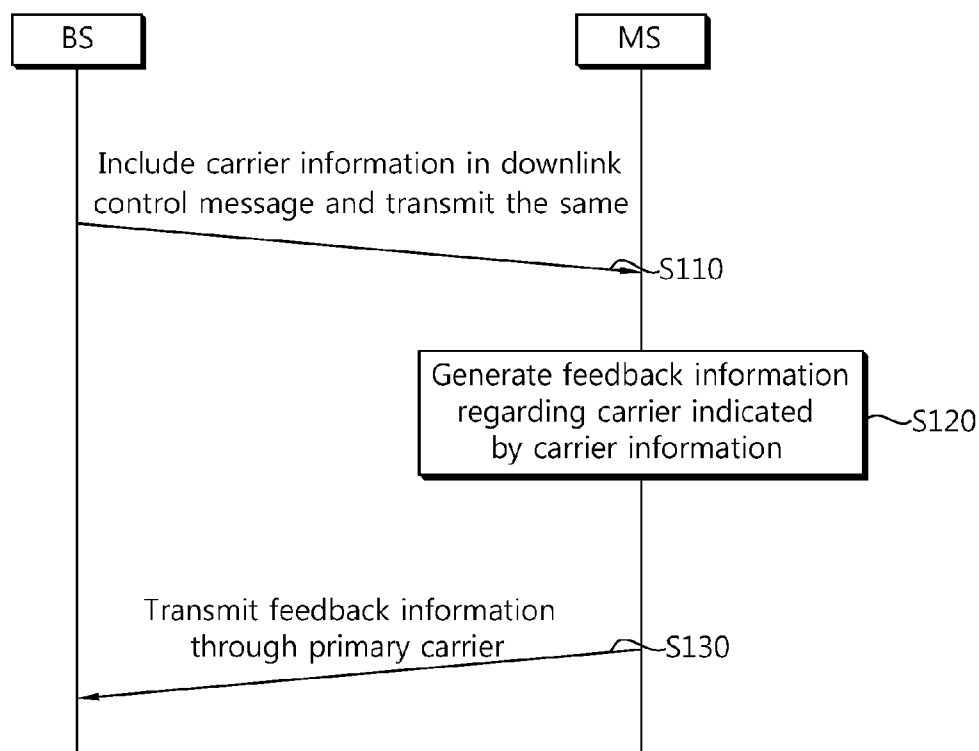 BS
MS
Include carrier information in downlink
control message and transmit the same
S110
Generate feedback information
regarding carrier indicated
by carrier information
S120
Transmit feedback information
through primary carrier
S130